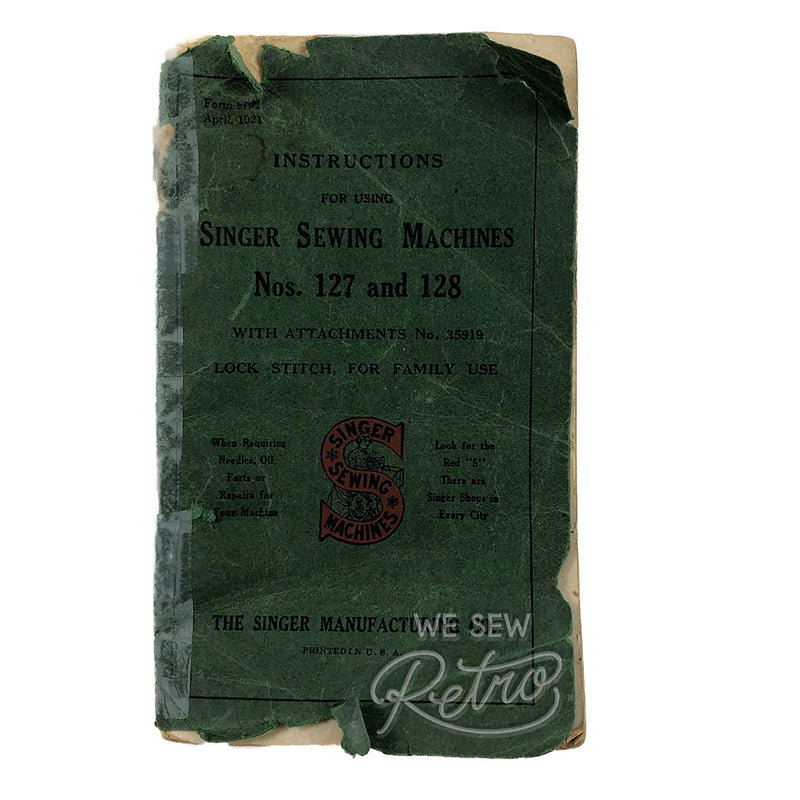 Form
April, 1921
INSTRUCTIONS
FOR USING
SINGER SEWING MACHINES
Nos. 127 and 128
WITH ATTACHMENTS No. 35919
LOCK STITCH, FOR FAMILY USE
When Requiring
Needles, Oil,
Parts or
Repairs for
Your Machine
SINGER
SEWING
MACHINES
Look for the
Red "S"
There are
Singer Shops in
Every City
THE SINGER MANUFACTURING
PRINTED IN U. S. A.
WE SEW
Retro